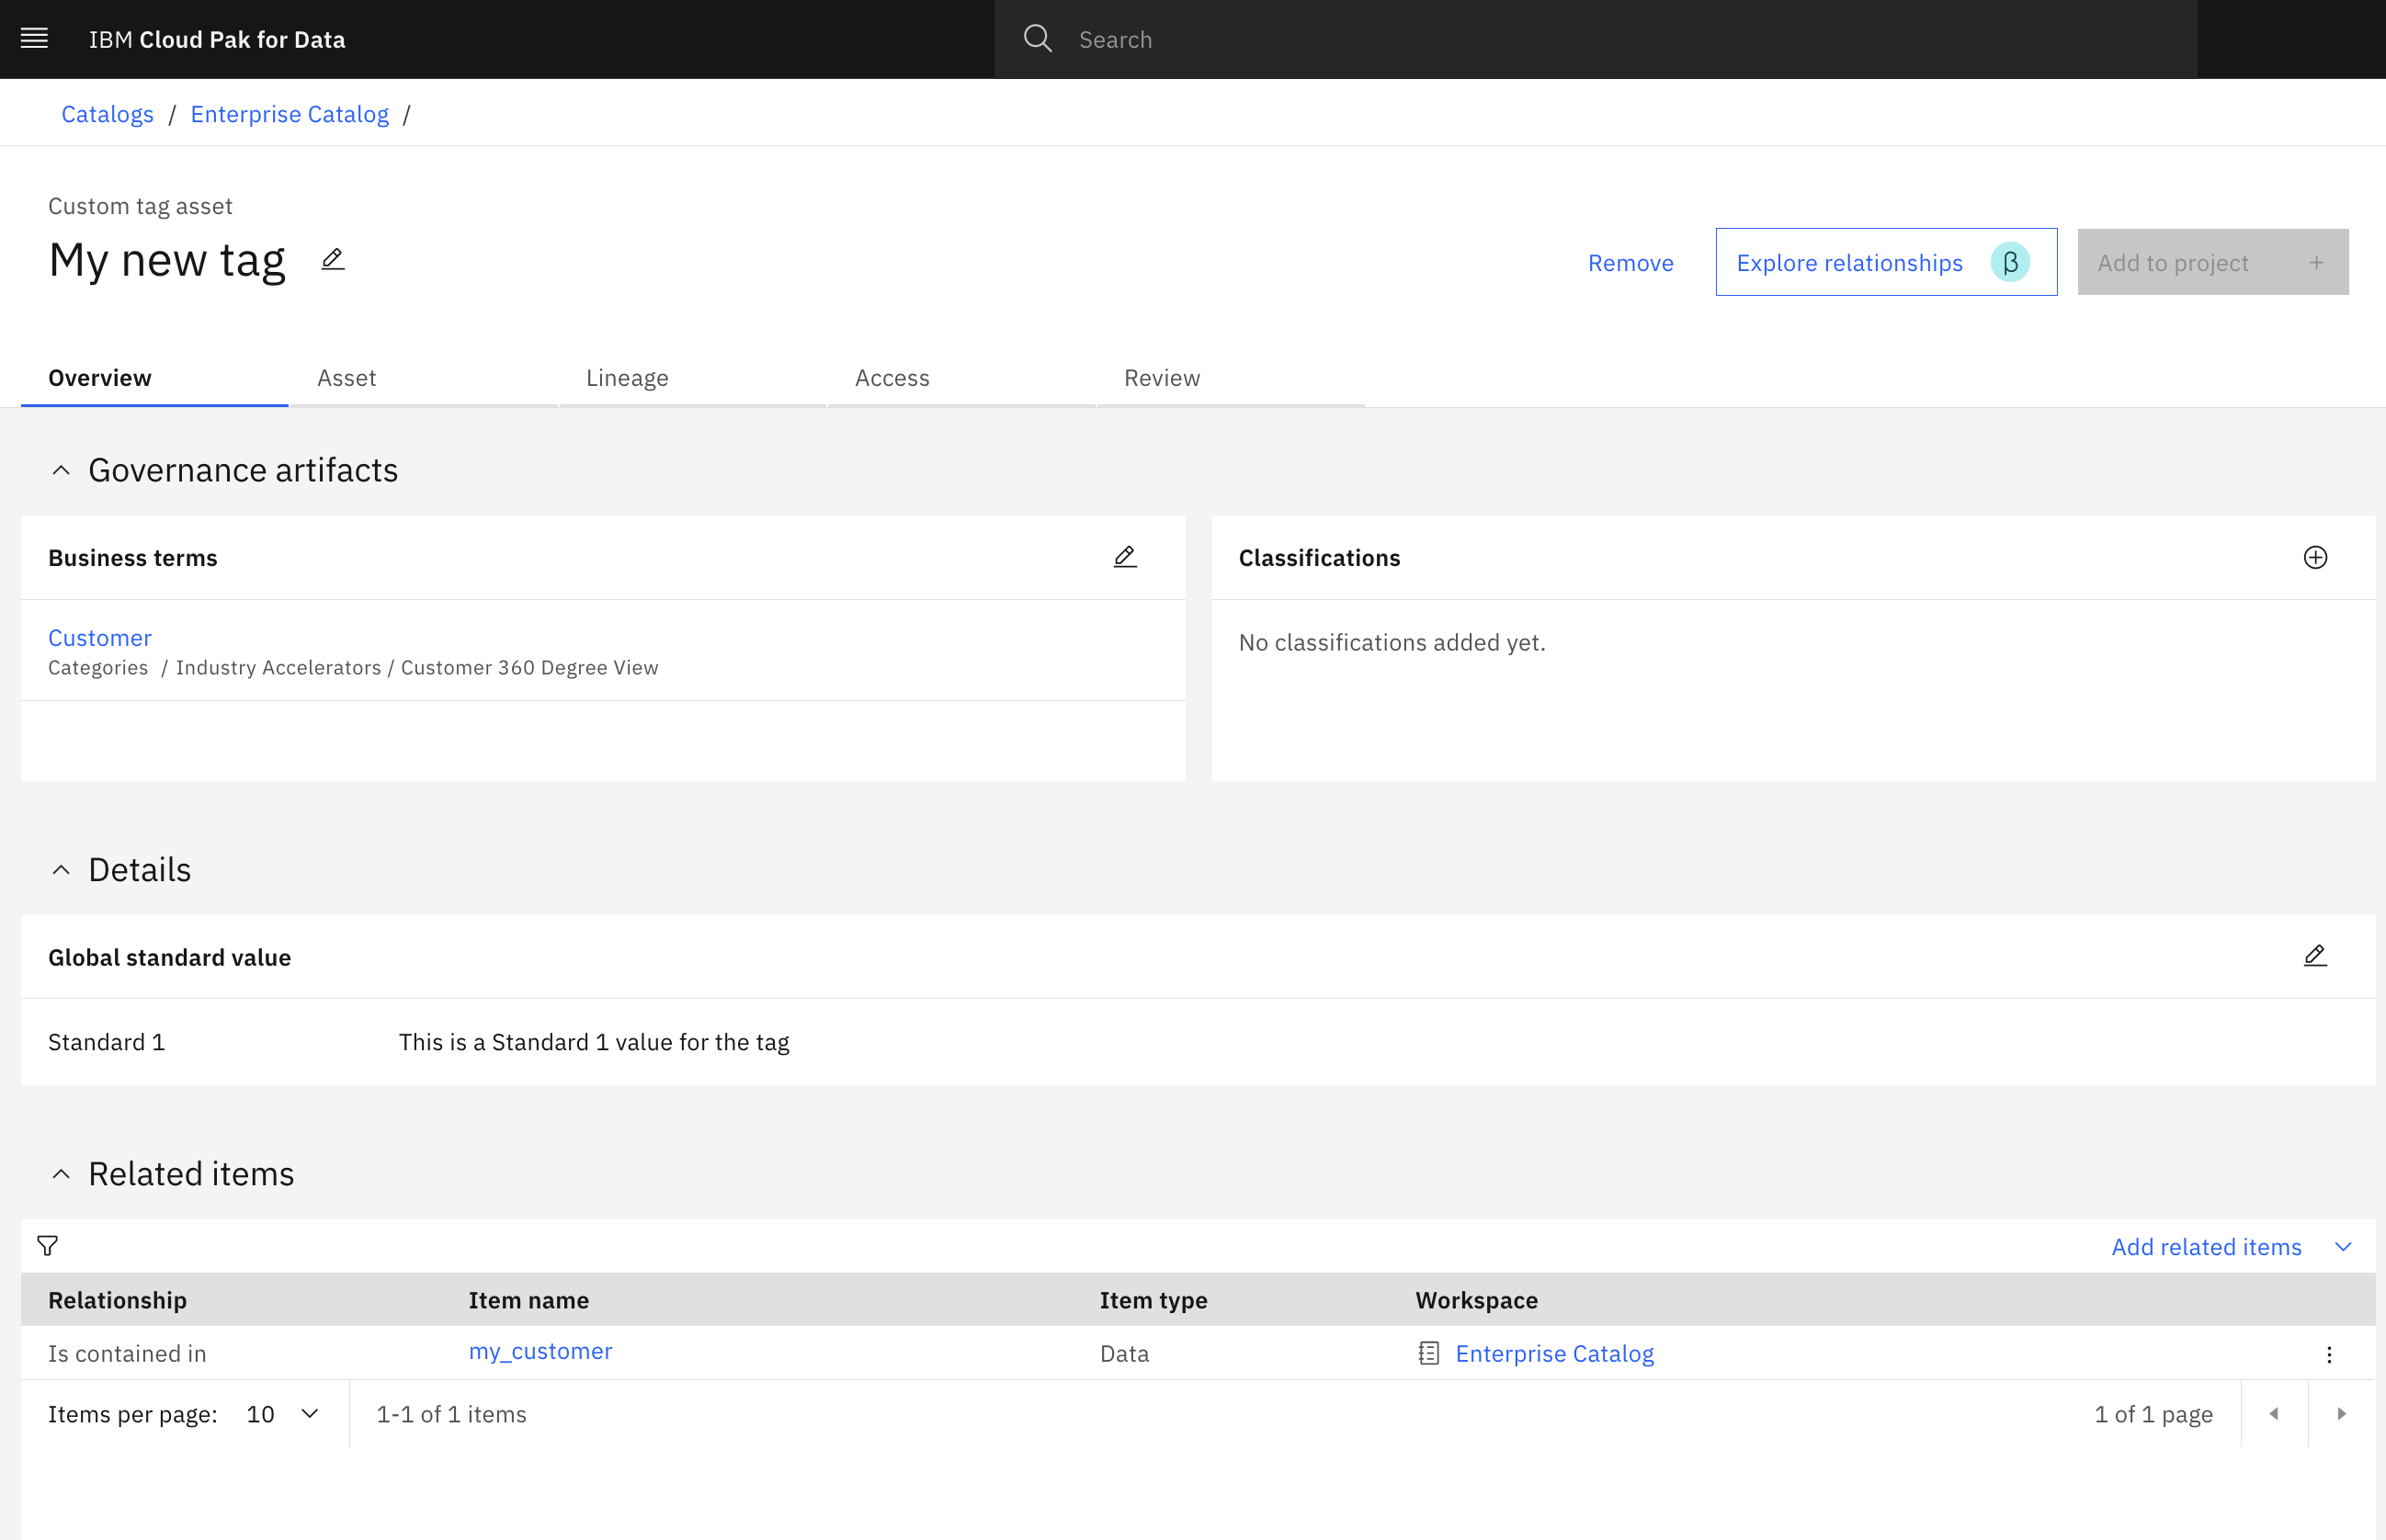 IBM Cloud Pak for Data
Search
Catalogs / Enterprise Catalog /
Custom tag asset
My new tag
Remove
Explore relationships β
Add to project +
Overview
Asset
Lineage
Access
Review
Governance artifacts
Business terms
Customer
Categories / Industry Accelerators / Customer 360 Degree View
Classifications
No classifications added yet.
Details
Global standard value
Standard 1 This is a Standard 1 value for the tag
Related items
Add related items
Relationship Item name Item type Workspace
Is contained in my_customer Data Enterprise Catalog
Items per page: 10 1-1 of 1 items 1 of 1 page